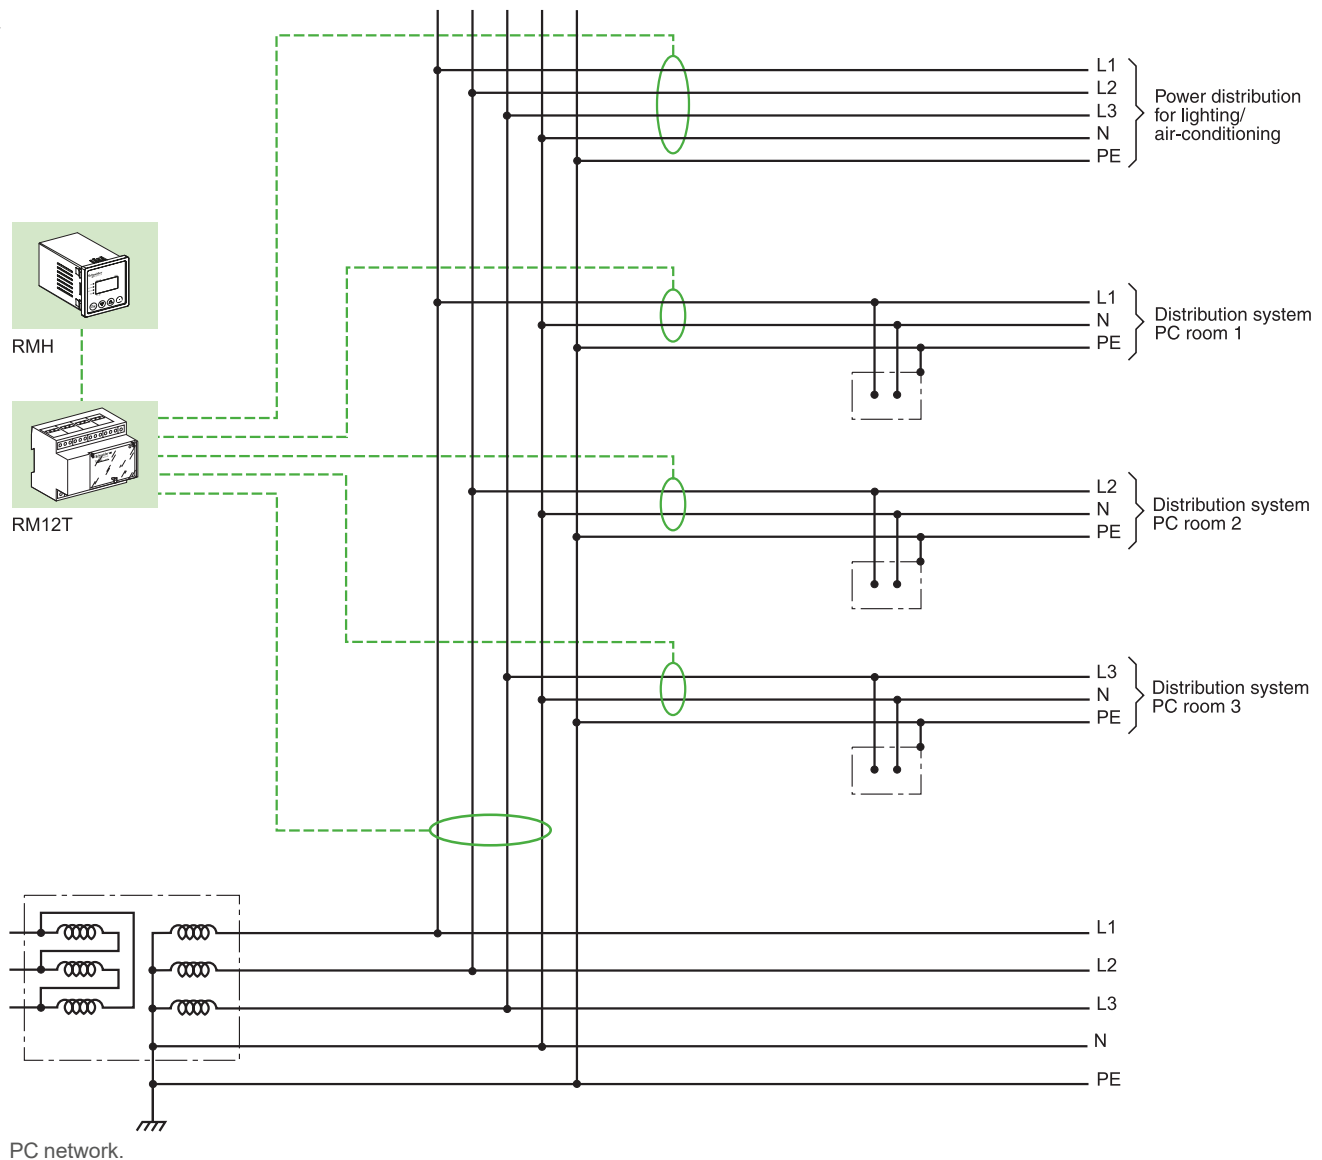 L1
L2
L3
N
PE
Power distribution
for lighting/
air-conditioning
RMH
L1
N
PE
Distribution system
PC room 1
RM12T
L2
N
PE
Distribution system
PC room 2
L3
N
PE
Distribution system
PC room 3
L1
L2
L3
N
PE
PC network.